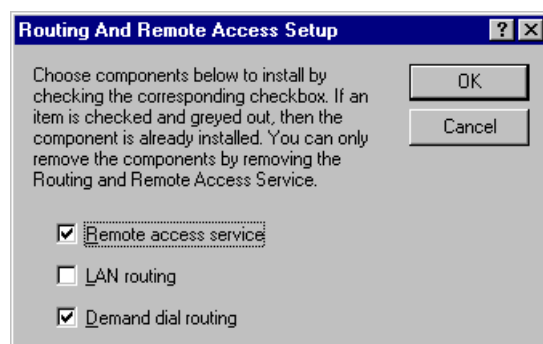 Routing And Remote Access Setup
Choose components below to install by
checking the corresponding checkbox. If an
item is checked and greyed out, then the
component is already installed. You can only
remove the components by removing the
Routing and Remote Access Service.
OK
Cancel
Remote access service
LAN routing
Demand dial routing